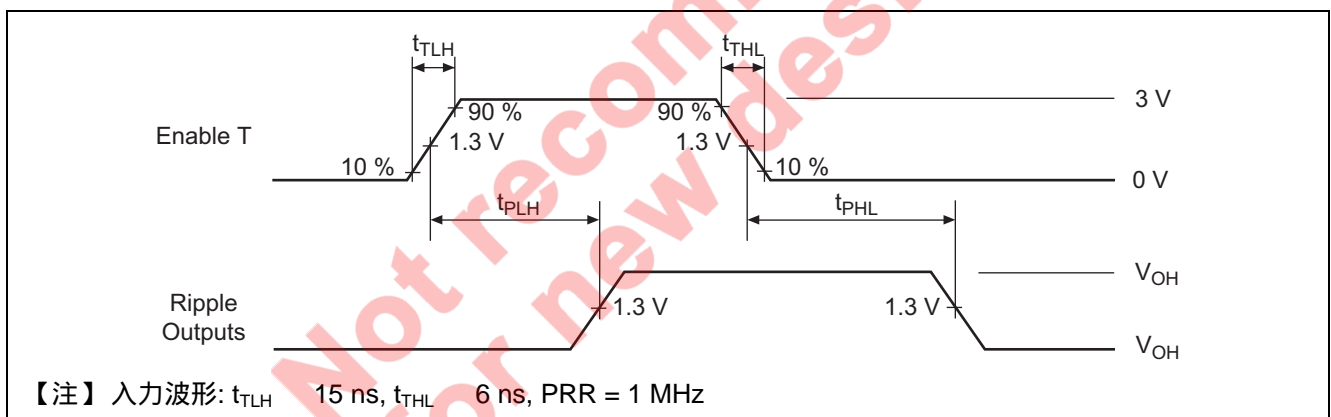 Not recom
for new desi
tTLH
tTHL
3 V
90 %
90 %
Enable T
1.3 V
1.3 V
10 %
10 %
0 V
tPLH
tPHL
VOH
Ripple
Outputs
1.3 V
1.3 V
VOH
【注】 入力波形: tTLH 15 ns, tTHL 6 ns, PRR = 1 MHz